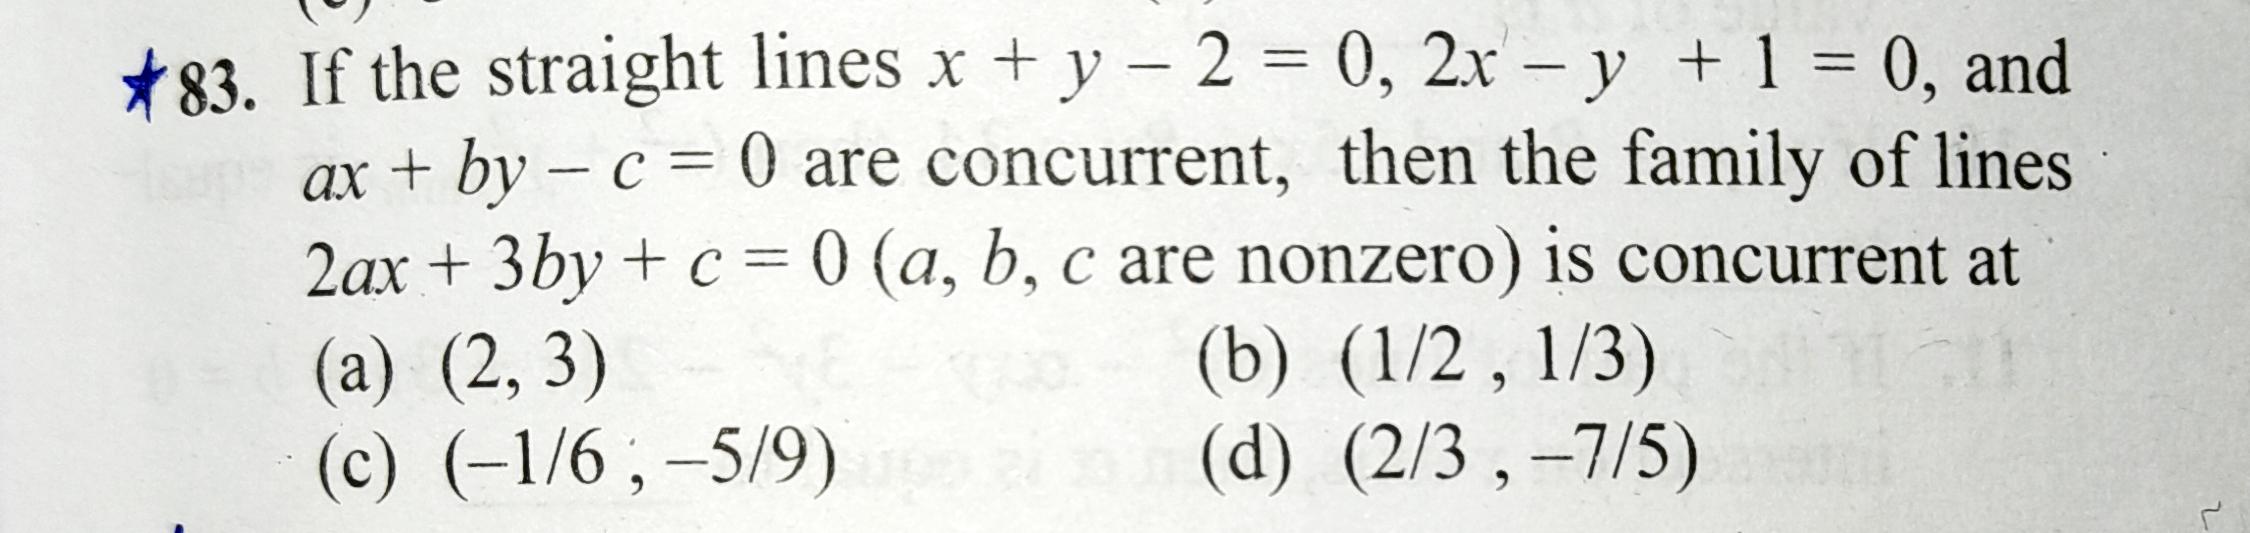 83. If the straight lines x + y − 2 = 0, 2x − y + 1 = 0, and
ax + by − c = 0 are concurrent, then the family of lines
2ax + 3by + c = 0 (a, b, c are nonzero) is concurrent at
(a) (2, 3) (b) (1/2 , 1/3)
(c) (−1/6 , −5/9) (d) (2/3 , −7/5)